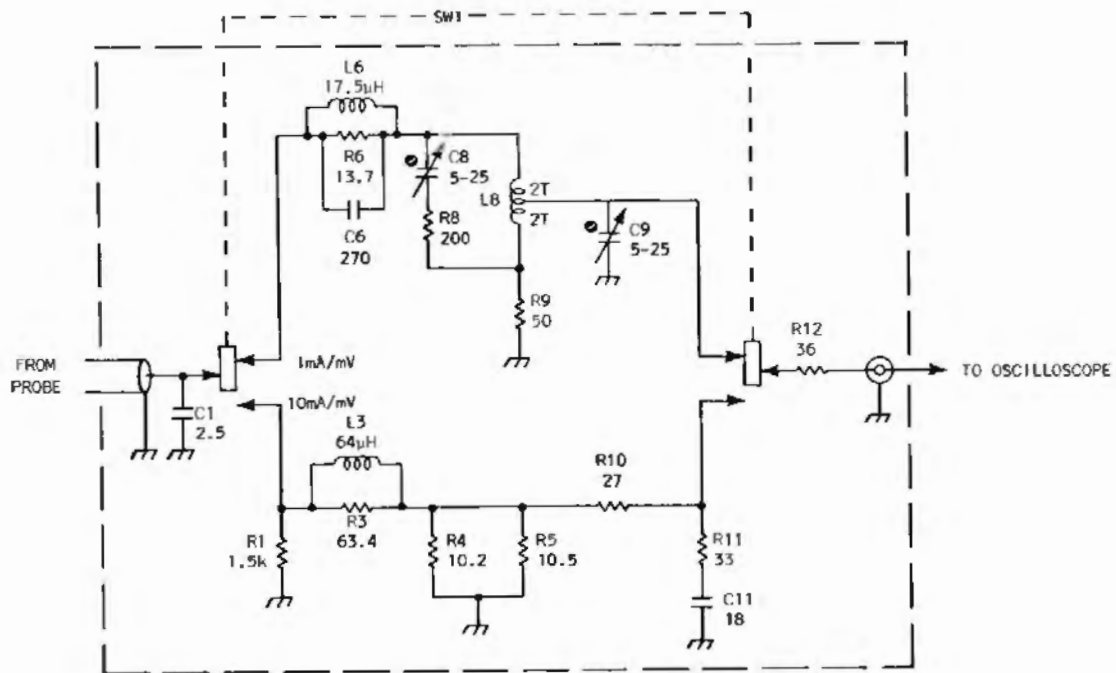 SW1
L6
17.5µH
R6
13.7
C6
270
C8
5-25
R8
200
L8
2T
2T
C9
5-25
R9
50
R12
36
FROM
PROBE
TO OSCILLOSCOPE
1mA/mV
10mA/mV
C1
2.5
L3
64µH
R10
27
R1
1.5k
R3
63.4
R4
10.2
R5
10.5
R11
33
C11
18